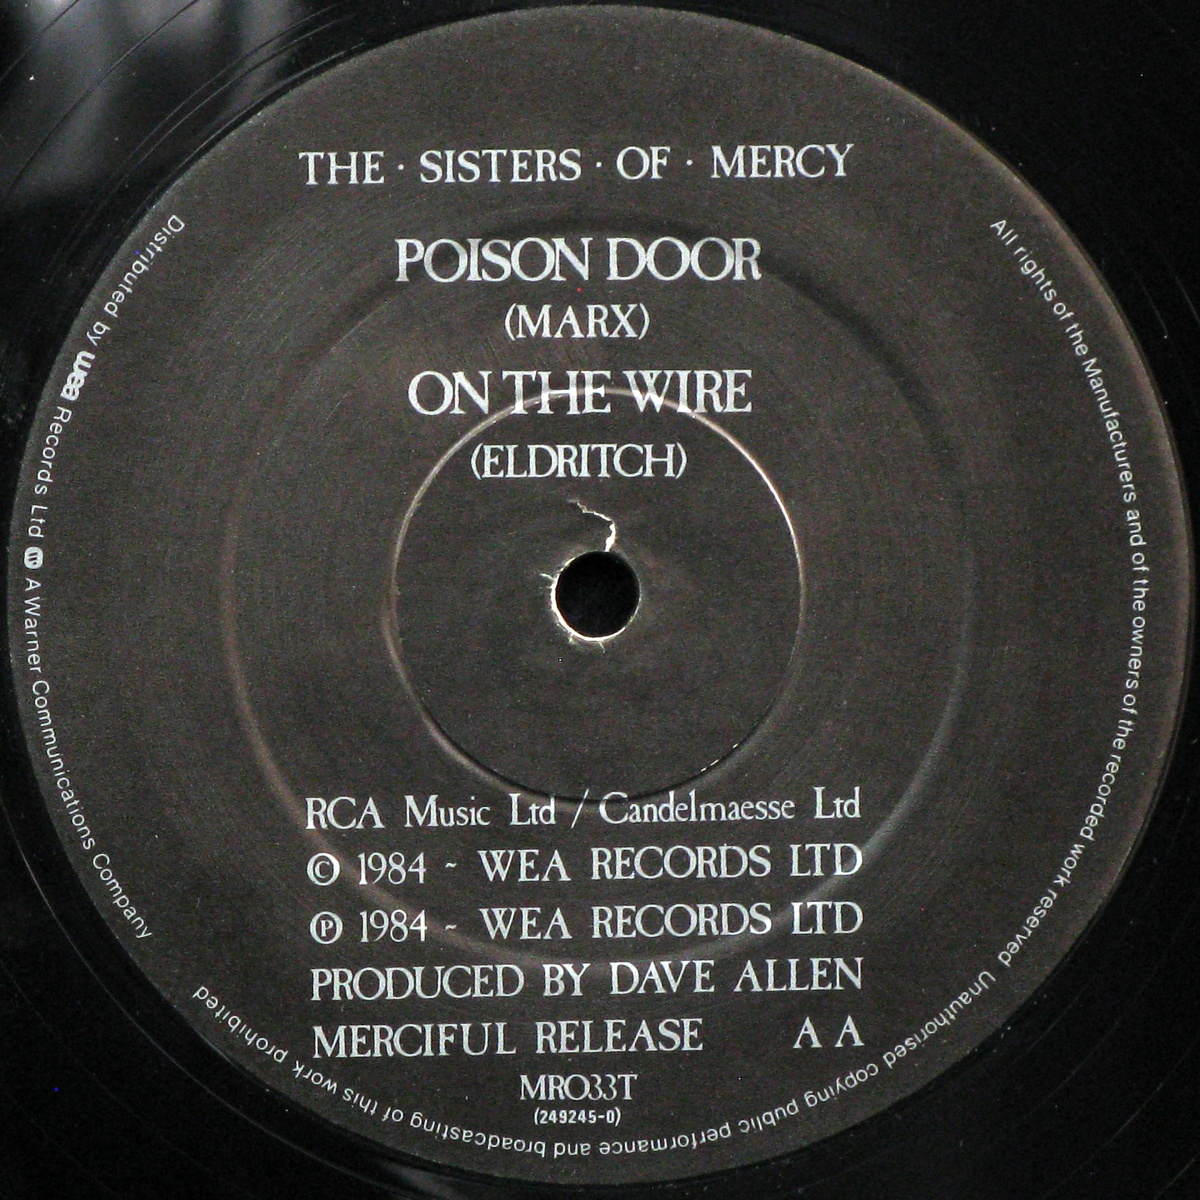 THE · SISTERS · OF · MERCY
POISON DOOR
(MARX)
ON THE WIRE
(ELDRITCH)
RCA Music Ltd / Candelmaesse Ltd
© 1984 ~ WEA RECORDS LTD
℗ 1984 ~ WEA RECORDS LTD
PRODUCED BY DAVE ALLEN
MERCIFUL RELEASE AA
MRO33T
(249245-0)
Distributed by wea Records Ltd W A Warner Communications Company
All rights of the Manufacturers and of the owners of the recorded work reserved Unauthorised copying public performance and broadcasting of this work prohibited